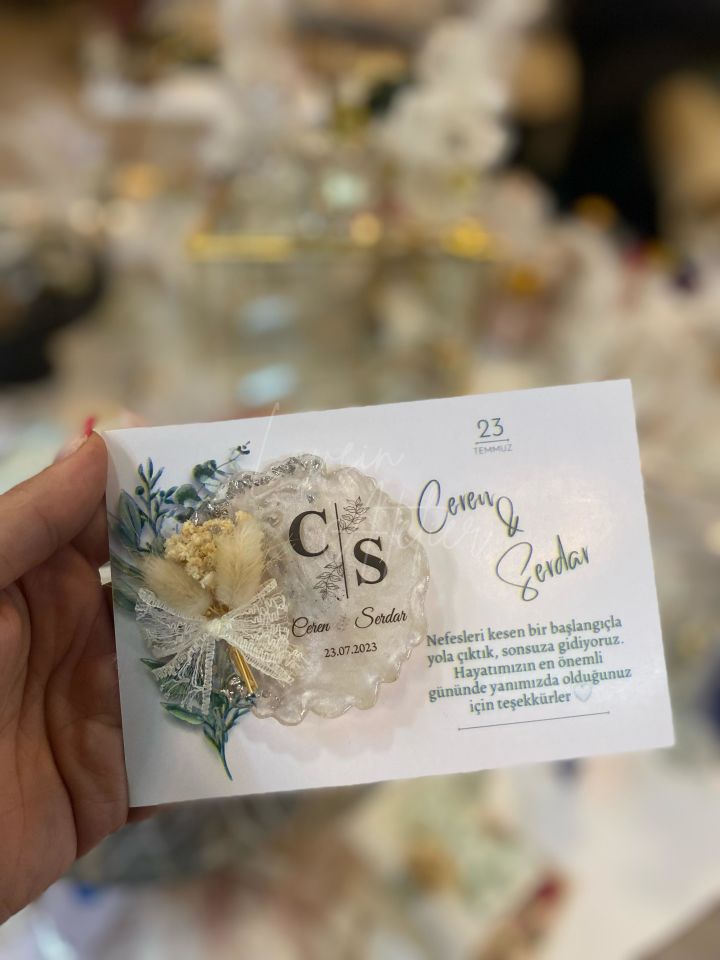 23
TEMMUZ
Ceren
&
Serdar
C S
Ceren & Serdar
23.07.2023
Nefesleri kesen bir başlangıçla
yola çıktık, sonsuza gidiyoruz.
Hayatımızın en önemli
gününde yanımızda olduğunuz
için teşekkürler